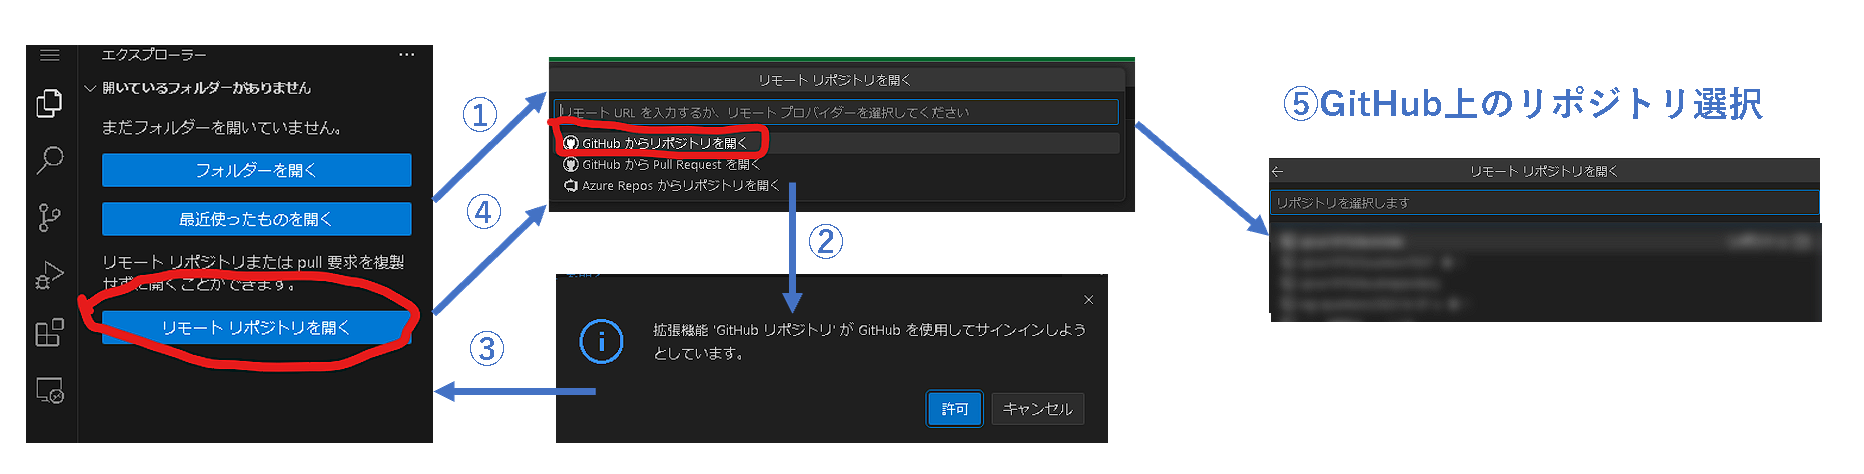 エクスプローラー
開いているフォルダーがありません
まだフォルダーを開いていません。
フォルダーを開く
最近使ったものを開く
リモート リポジトリまたは pull 要求を複製
せずに開くことができます。
リモート リポジトリを開く
①
④
③
リモート リポジトリを開く
リモート URL を入力するか、リモート プロバイダーを選択してください
GitHub からリポジトリを開く
GitHub から Pull Request を開く
Azure Repos からリポジトリを開く
②
拡張機能 'GitHub リポジトリ' が GitHub を使用してサインインしよう
としています。
許可
キャンセル
⑤GitHub上のリポジトリ選択
リモート リポジトリを開く
リポジトリを選択します